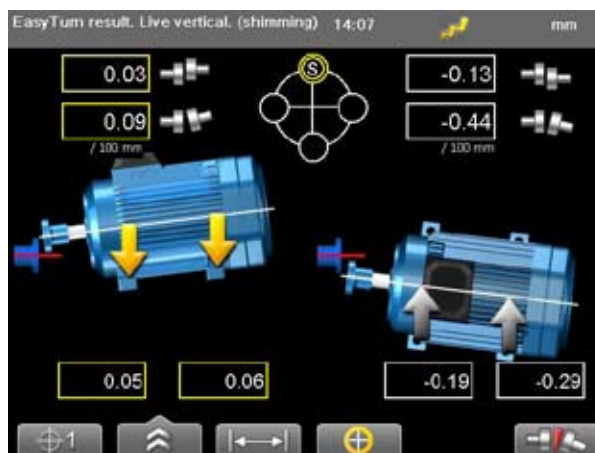 EasyTurn result. Live vertical. (shimming) 14:07 mm
0.03 S -0.13
0.09 -0.44
/ 100 mm / 100 mm
0.05 0.06 -0.19 -0.29
1